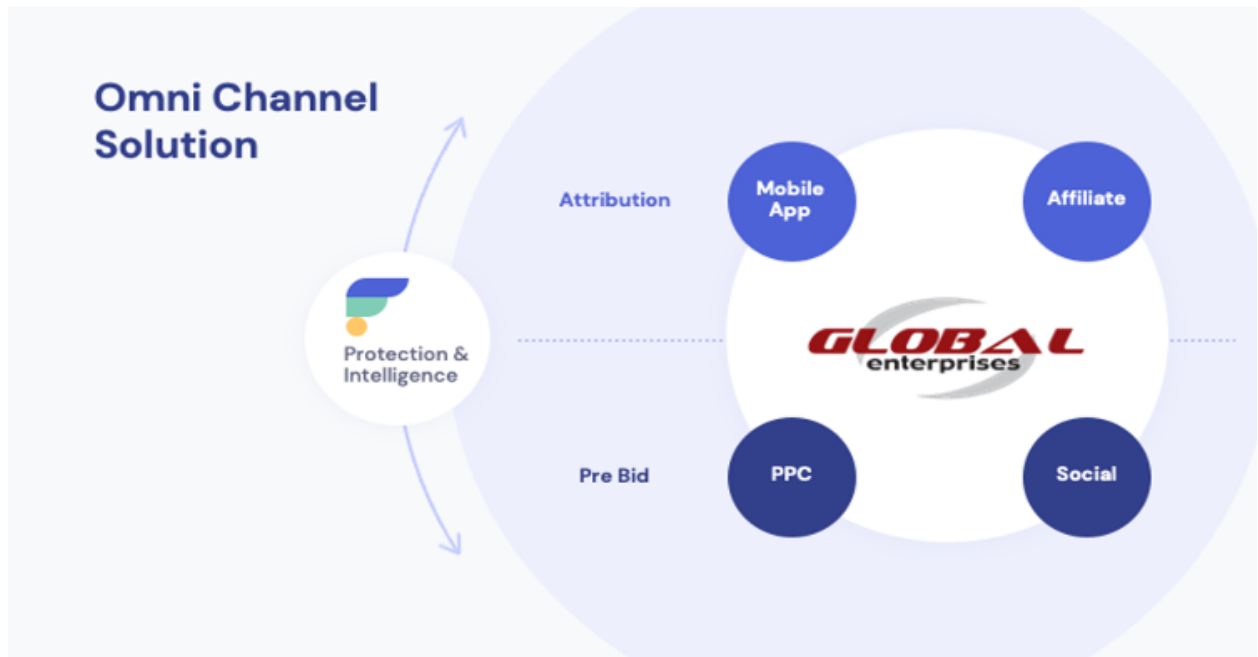 Omni Channel
Solution
Attribution
Mobile
App
Affiliate
Protection &
Intelligence
GLOBAL
enterprises
Pre Bid
PPC
Social